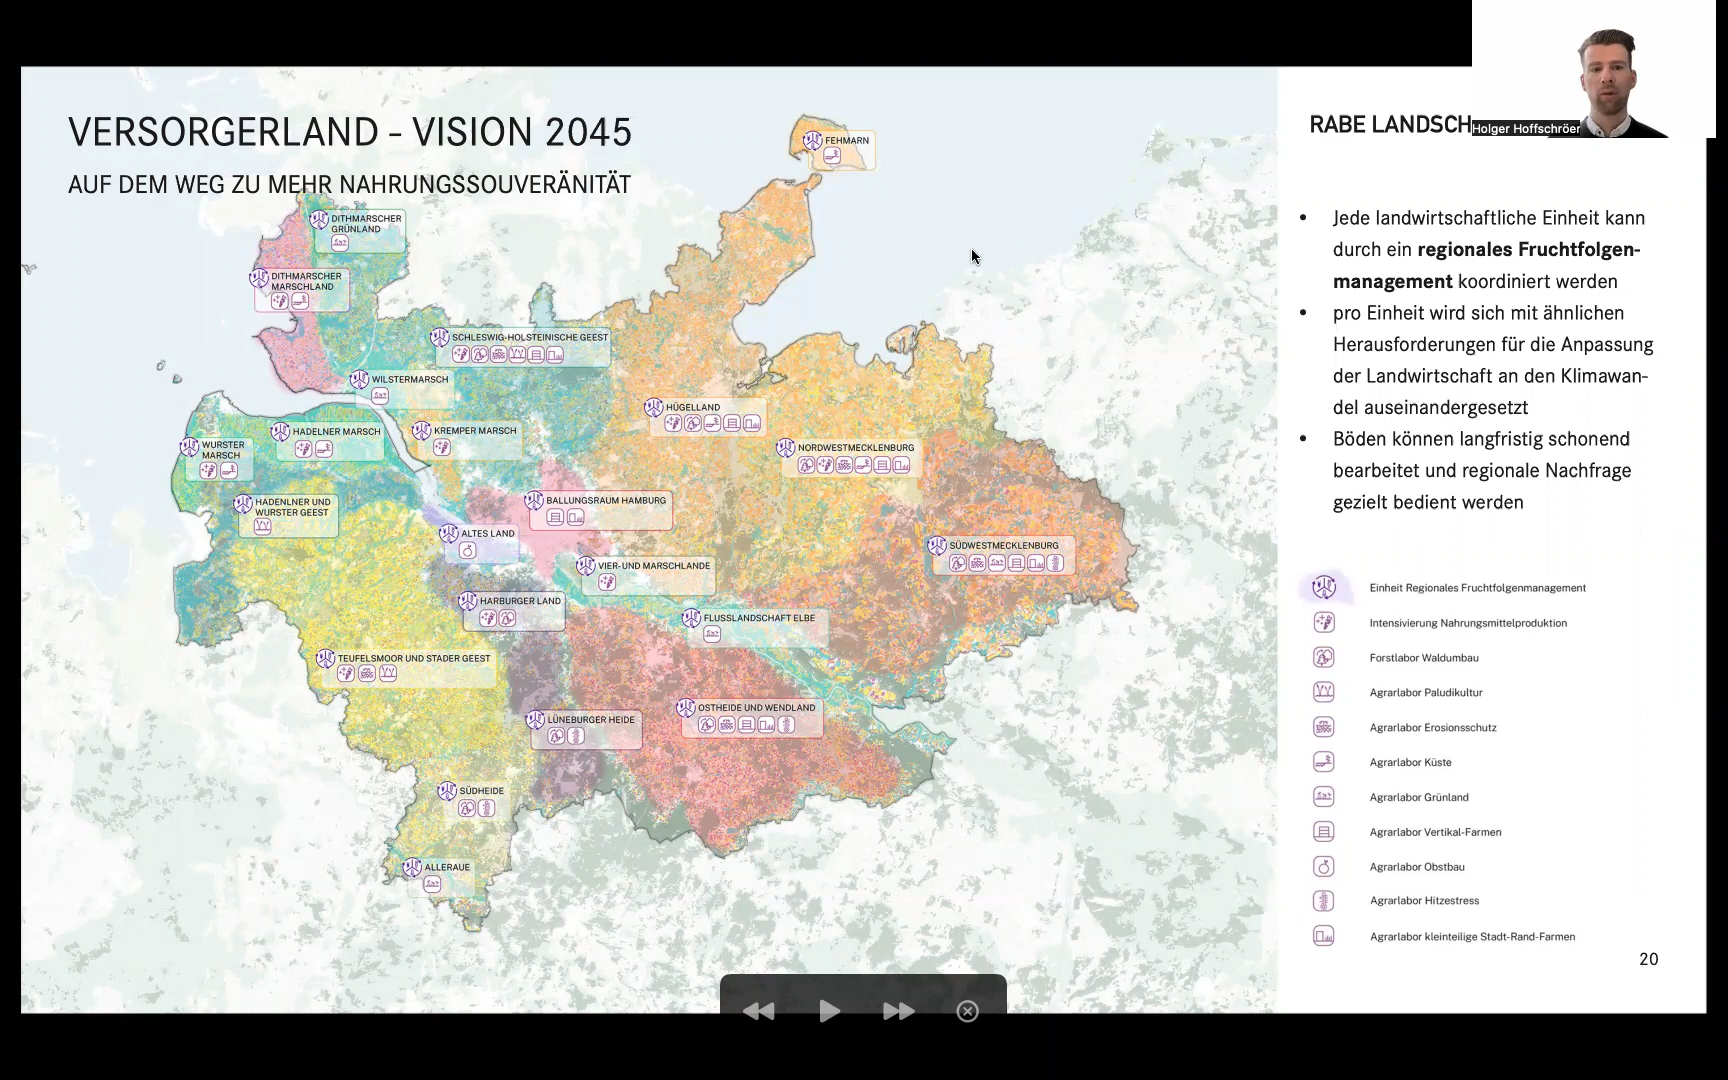 VERSORGERLAND - VISION 2045
AUF DEM WEG ZU MEHR NAHRUNGSSOUVERÄNITÄT
FEHMARN
DITHMARSCHER
GRÜNLAND
DITHMARSCHER
MARSCHLAND
SCHLESWIG-HOLSTEINISCHE GEEST
WILSTERMARSCH
HÜGELLAND
HADELNER MARSCH
KREMPER MARSCH
WURSTER
MARSCH
NORDWESTMECKLENBURG
HADENLNER UND
WURSTER GEEST
BALLUNGSRAUM HAMBURG
ALTES LAND
SÜDWESTMECKLENBURG
VIER-UND MARSCHLANDE
HARBURGER LAND
FLUSSLANDSCHAFT ELBE
TEUFELSMOOR UND STADER GEEST
OSTHEIDE UND WENDLAND
LÜNEBURGER HEIDE
SÜDHEIDE
ALLERAUE
RABE LANDSCH
Holger Hoffschröer
• Jede landwirtschaftliche Einheit kann
durch ein regionales Fruchtfolgen-
management koordiniert werden
• pro Einheit wird sich mit ähnlichen
Herausforderungen für die Anpassung
der Landwirtschaft an den Klimawan-
del auseinandergesetzt
• Böden können langfristig schonend
bearbeitet und regionale Nachfrage
gezielt bedient werden
Einheit Regionales Fruchtfolgenmanagement
Intensivierung Nahrungsmittelproduktion
Forstlabor Waldumbau
Agrarlabor Paludikultur
Agrarlabor Erosionsschutz
Agrarlabor Küste
Agrarlabor Grünland
Agrarlabor Vertikal-Farmen
Agrarlabor Obstbau
Agrarlabor Hitzestress
Agrarlabor kleinteilige Stadt-Rand-Farmen
20